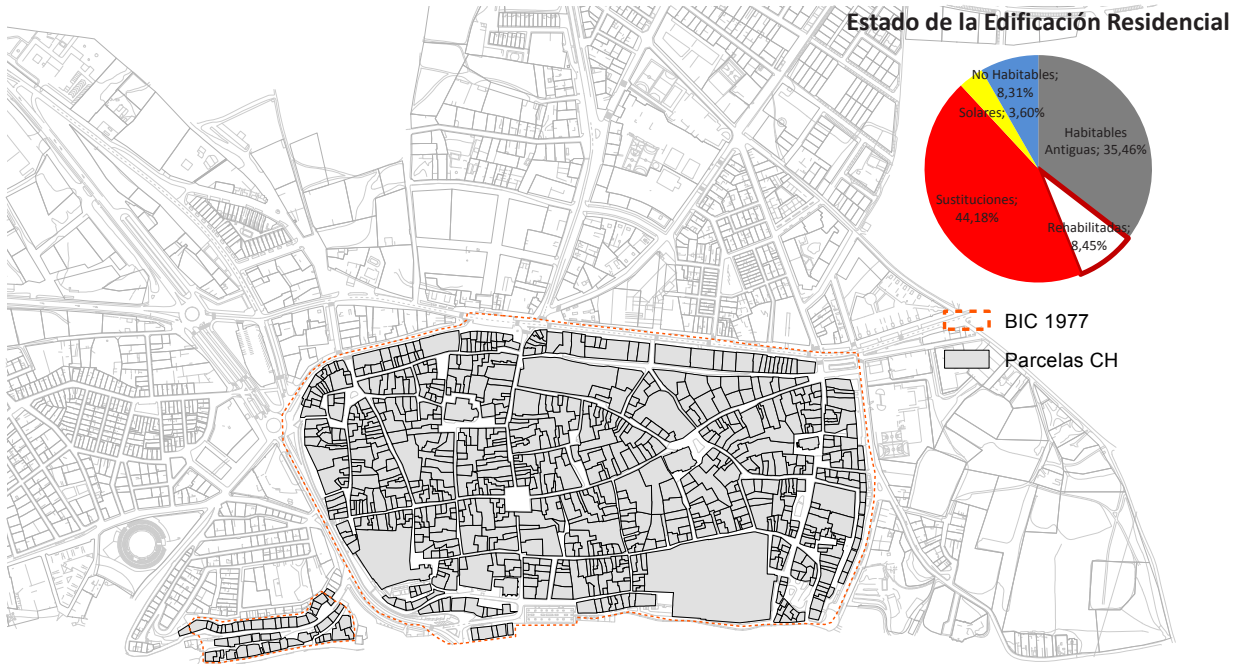 Estado de la Edificación Residencial
No Habitables;
8,31%
Solares; 3,60%
Habitables
Antiguas; 35,46%
Sustituciones;
44,18%
Rehabilitadas;
8,45%
BIC 1977
Parcelas CH